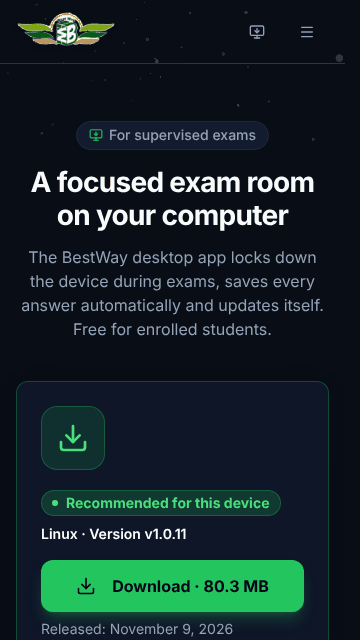 For supervised exams
A focused exam room
on your computer
The BestWay desktop app locks down
the device during exams, saves every
answer automatically and updates itself.
Free for enrolled students.
Recommended for this device
Linux · Version v1.0.11
Download · 80.3 MB
Released: November 9, 2026